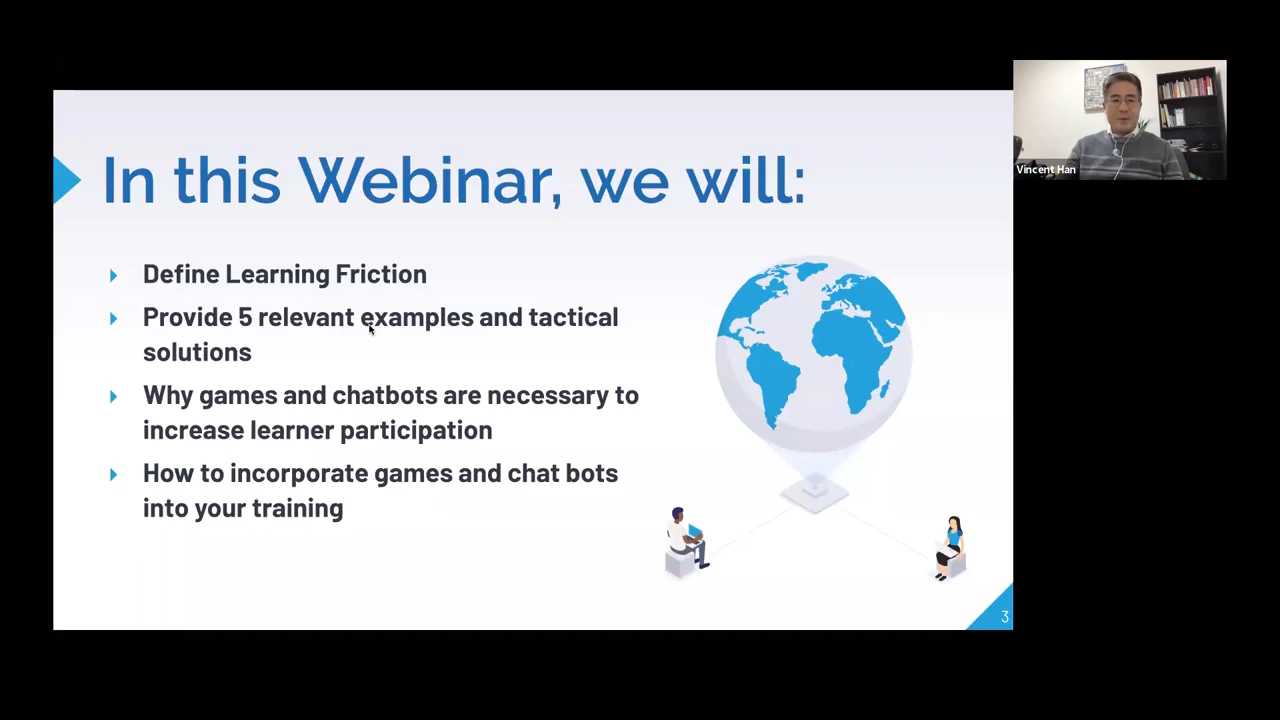 In this Webinar, we will:
Define Learning Friction
Provide 5 relevant examples and tactical
solutions
Why games and chatbots are necessary to
increase learner participation
How to incorporate games and chat bots
into your training
3
Vincent Han